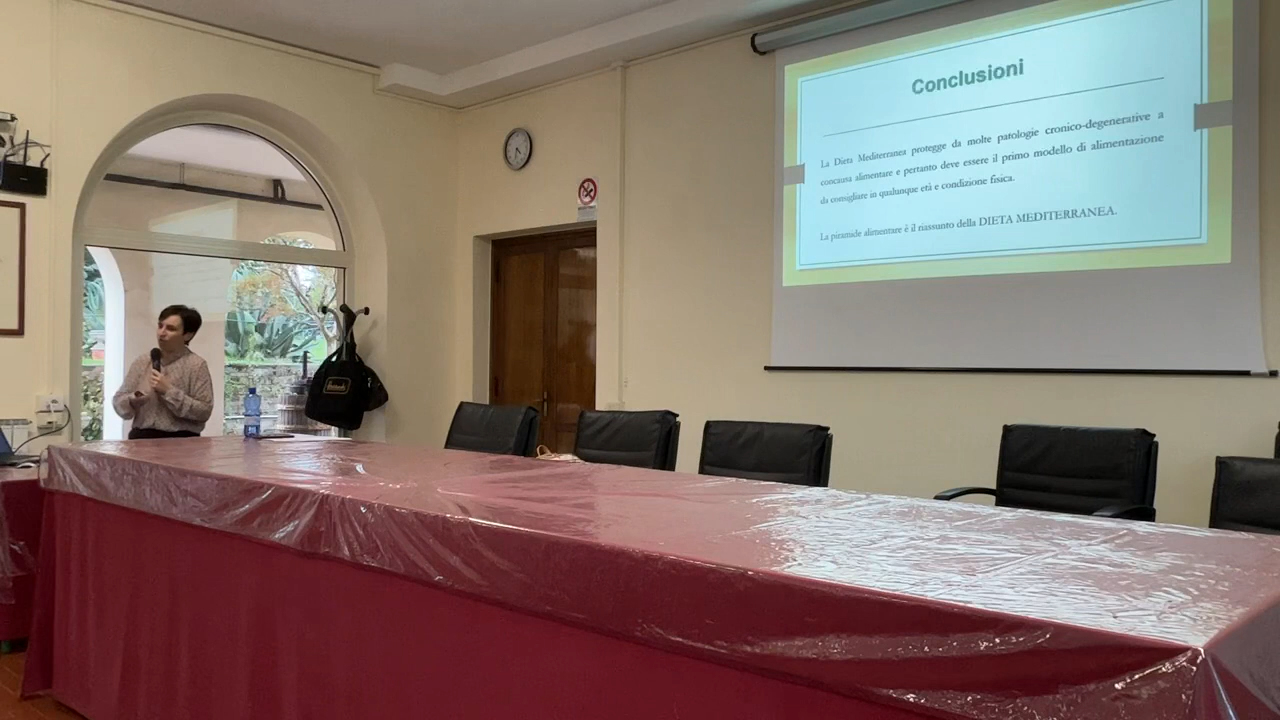 Conclusioni
La Dieta Mediterranea protegge da molte patologie cronico-degenerative a
concausa alimentare e pertanto deve essere il primo modello di alimentazione
da consigliare in qualunque età e condizione fisica.
La piramide alimentare è il riassunto della DIETA MEDITERRANEA.